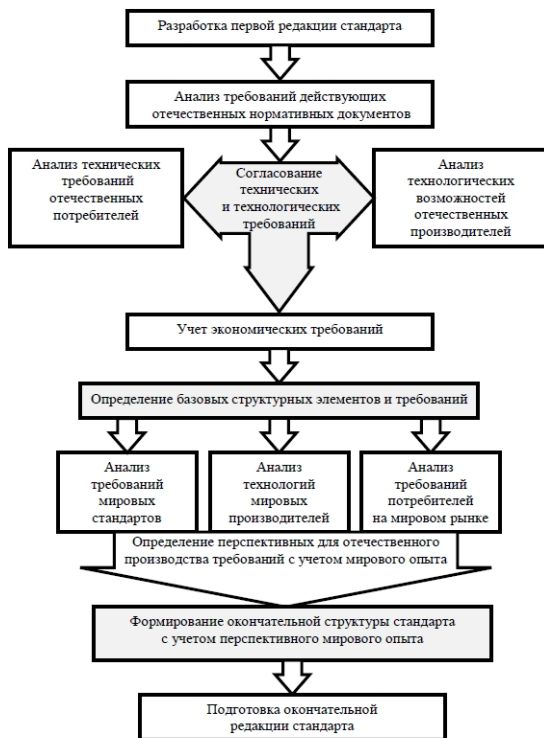 Разработка первой редакции стандарта
Анализ требований действующих
отечественных нормативных документов
Анализ технических
требований
отечественных
потребителей
Согласование
технических
и технологических
требований
Анализ
технологических
возможностей
отечественных
производителей
Учет экономических требований
Определение базовых структурных элементов и требований
Анализ
требований
мировых
стандартов
Анализ
технологий
мировых
производителей
Анализ
требований
потребителей
на мировом рынке
Определение перспективных для отечественного
производства требований с учетом мирового опыта
Формирование окончательной структуры стандарта
с учетом перспективного мирового опыта
Подготовка окончательной
редакции стандарта